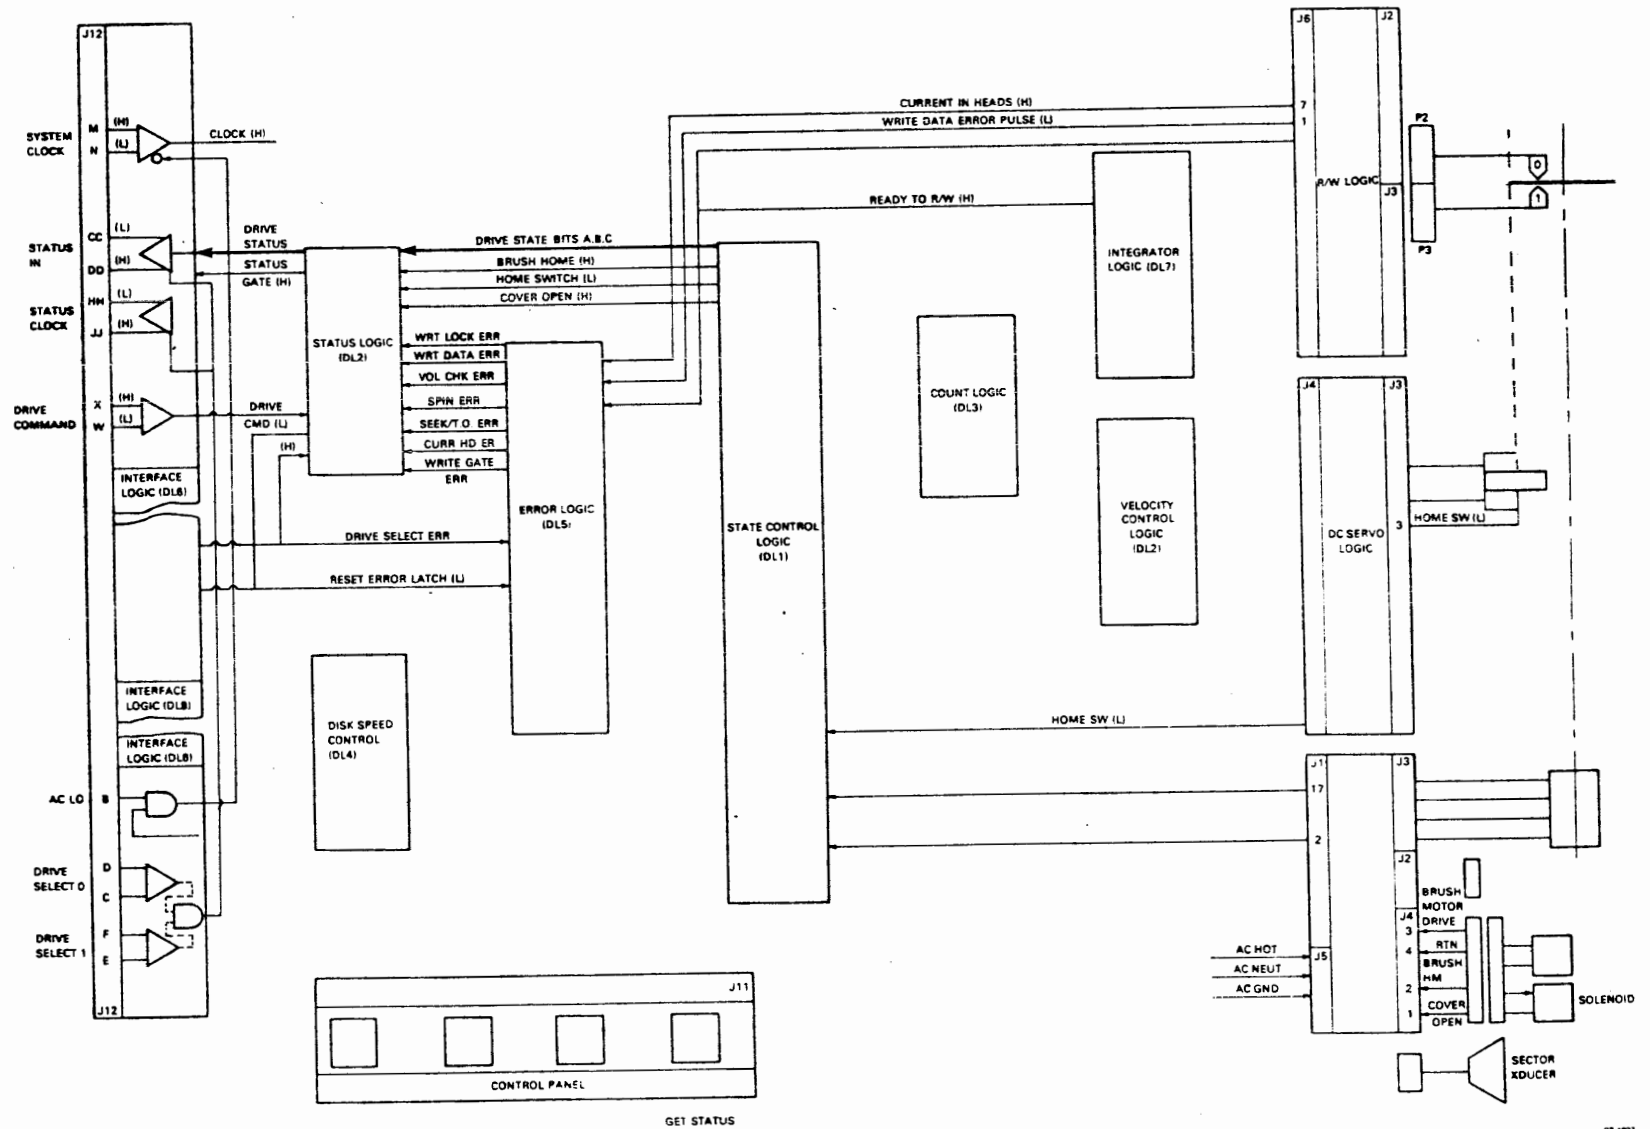 J12
M (H)
SYSTEM
CLOCK
N (L)
CLOCK (H)
CC (L)
STATUS
IN
DD (H)
HH (L)
STATUS
CLOCK
JJ (H)
X (H)
DRIVE
COMMAND
W (L)
DRIVE
STATUS
STATUS
GATE (H)
DRIVE
CMD (L)
(H)
INTERFACE
LOGIC (DL6)
INTERFACE
LOGIC (DL8)
INTERFACE
LOGIC (DL8)
AC LO B
D
DRIVE
SELECT 0
C
F
DRIVE
SELECT 1
E
J12
STATUS LOGIC
(DL2)
DRIVE STATE BITS A.B.C
BRUSH HOME (H)
HOME SWITCH (L)
COVER OPEN (H)
WRT LOCK ERR
WRT DATA ERR
VOL CHK ERR
SPIN ERR
SEEK/T.O. ERR
CURR HD ER
WRITE GATE
ERR
ERROR LOGIC
(DL5)
DRIVE SELECT ERR
RESET ERROR LATCH (L)
DISK SPEED
CONTROL
(DL4)
STATE CONTROL
LOGIC
(DL1)
CURRENT IN HEADS (H)
WRITE DATA ERROR PULSE (L)
READY TO R/W (H)
INTEGRATOR
LOGIC (DL7)
COUNT LOGIC
(DL3)
VELOCITY
CONTROL
LOGIC
(DL2)
J6
J2
7
1
R/W LOGIC
J3
P2
P3
0
1
J4
J3
DC SERVO
LOGIC
3
HOME SW (L)
HOME SW (L)
J1
J3
17
2
J2
BRUSH
MOTOR
J4
DRIVE
3
RTN
4
BRUSH
HM
2
COVER
1
OPEN
AC HOT
J5
AC NEUT
AC GND
SOLENOID
SECTOR
XDUCER
J11
CONTROL PANEL
GET STATUS